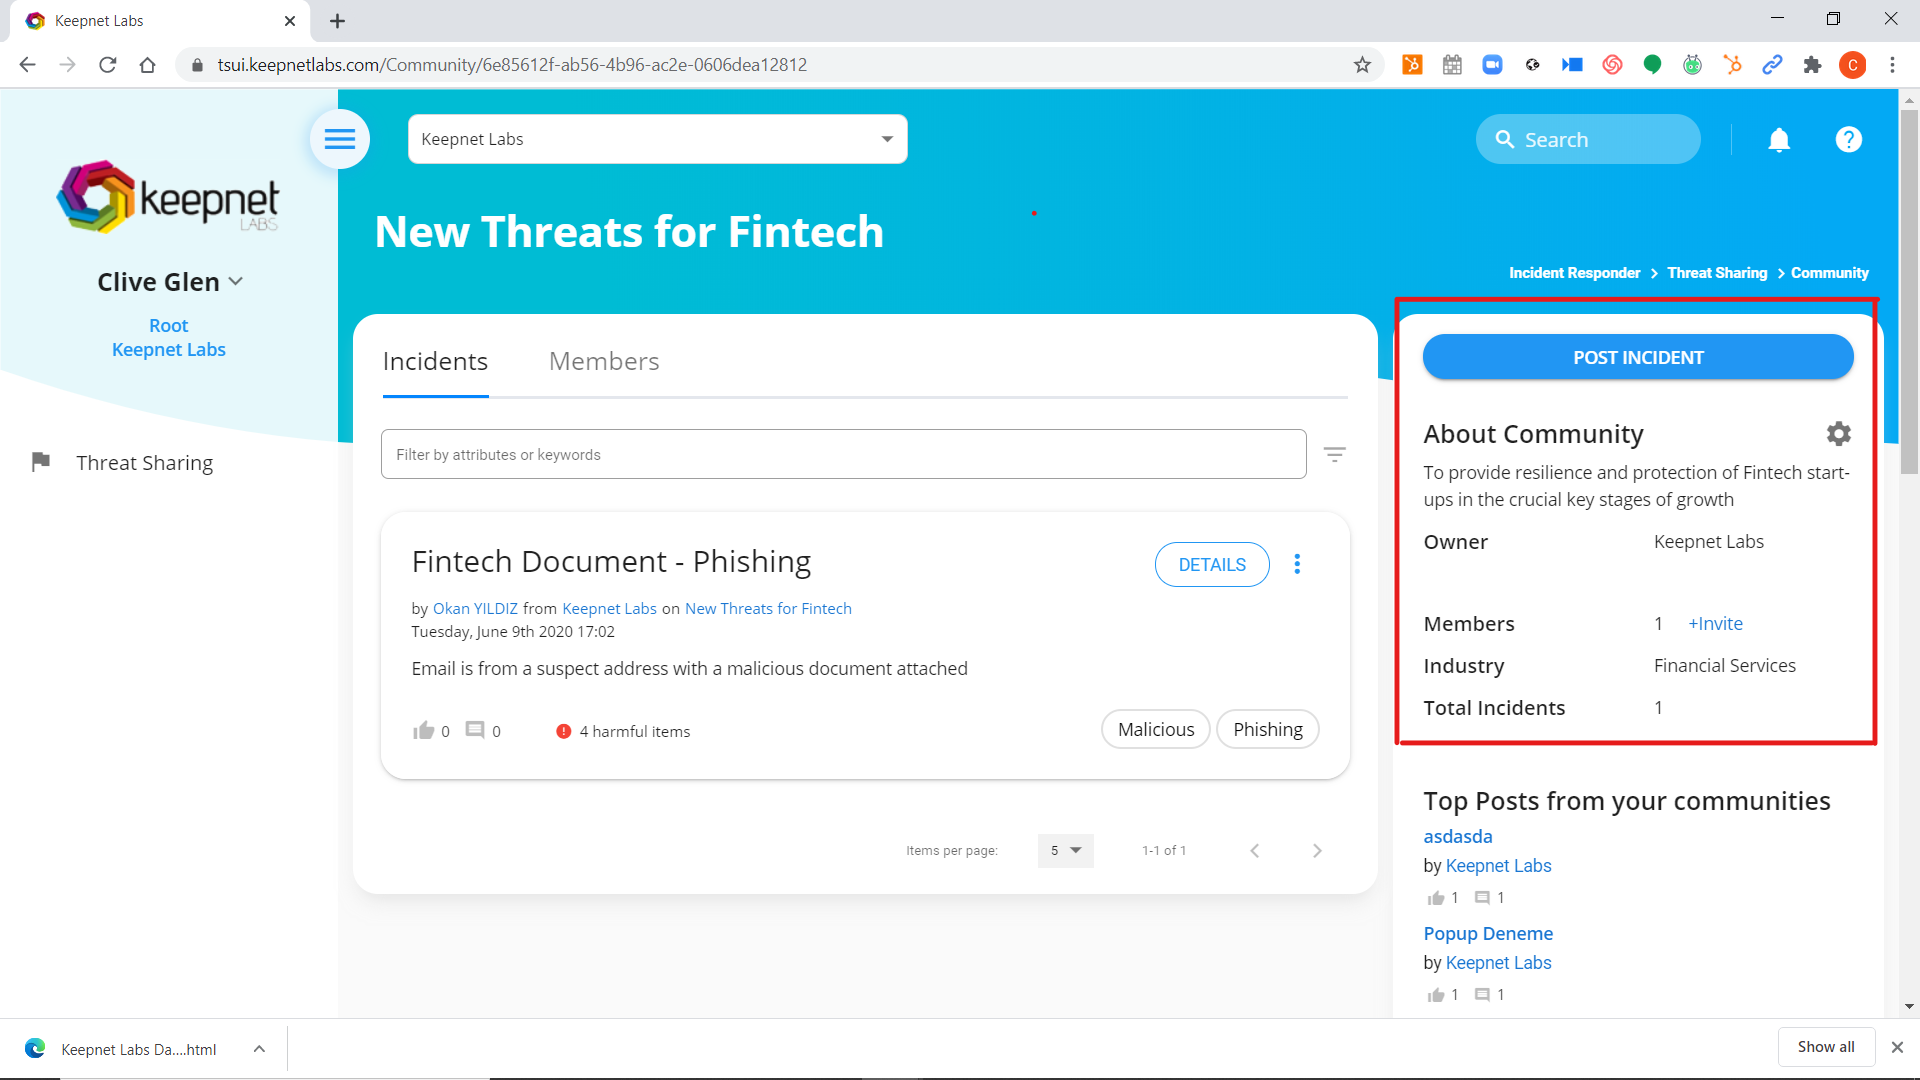 Keepnet Labs
tsui.keepnetlabs.com/Community/6e85612f-ab56-4b96-ac2e-0606dea12812
C
keepnet
LABS
Clive Glen
Root
Keepnet Labs
Threat Sharing
Keepnet Labs
Search
New Threats for Fintech
Incident Responder > Threat Sharing > Community
Incidents
Members
Filter by attributes or keywords
Fintech Document - Phishing
DETAILS
by Okan YILDIZ from Keepnet Labs on New Threats for Fintech
Tuesday, June 9th 2020 17:02
Email is from a suspect address with a malicious document attached
0 0 4 harmful items
Malicious
Phishing
Items per page: 5 1-1 of 1
POST INCIDENT
About Community
To provide resilience and protection of Fintech start-
ups in the crucial key stages of growth
Owner Keepnet Labs
Members 1 +Invite
Industry Financial Services
Total Incidents 1
Top Posts from your communities
asdasda
by Keepnet Labs
1 1
Popup Deneme
by Keepnet Labs
1 1
Keepnet Labs Da....html
Show all